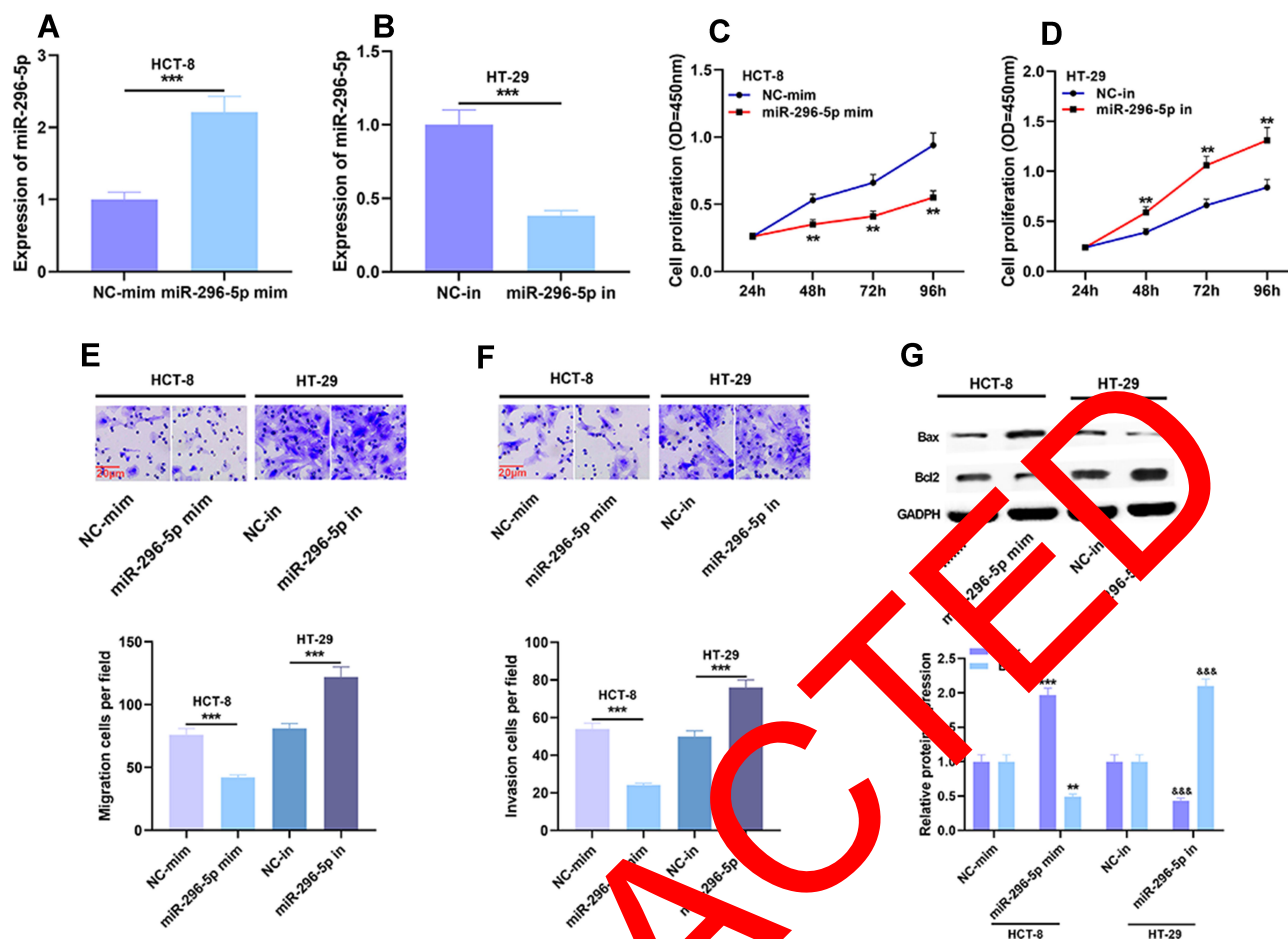 A
Expression of miR-296-5p
3
2
1
0
HCT-8
***
NC-mim miR-296-5p mim
B
Expression of miR-296-5p
1.5
1.0
0.5
0.0
HT-29
***
NC-in miR-296-5p in
C
Cell proliferation (OD=450nm)
1.5
1.0
0.5
0.0
HCT-8
NC-mim
miR-296-5p mim
** ** **
24h 48h 72h 96h
D
Cell proliferation (OD=450nm)
2.0
1.5
1.0
0.5
0.0
HT-29
NC-in
miR-296-5p in
** ** **
24h 48h 72h 96h
E
HCT-8 HT-29
20μm
NC-mim
miR-296-5p mim
NC-in
miR-296-5p in
Migration cells per field
150
100
50
0
HCT-8
***
HT-29
***
NC-mim
miR-296-5p mim
NC-in
miR-296-5p in
F
HCT-8 HT-29
20μm
NC-mim
miR-296-5p mim
NC-in
miR-296-5p in
Invasion cells per field
100
80
60
40
20
0
HCT-8
***
HT-29
***
NC-mim
NC-in
G
HCT-8 HT-29
Bax
Bcl2
GADPH
miR-296-5p mim
NC-in
Relative protein
2.5
2.0
1.0
0.5
0.0
***
**
&&&
&&&
NC-mim
miR-296-5p mim
NC-in
miR-296-5p in
HCT-8 HT-29
ACTED